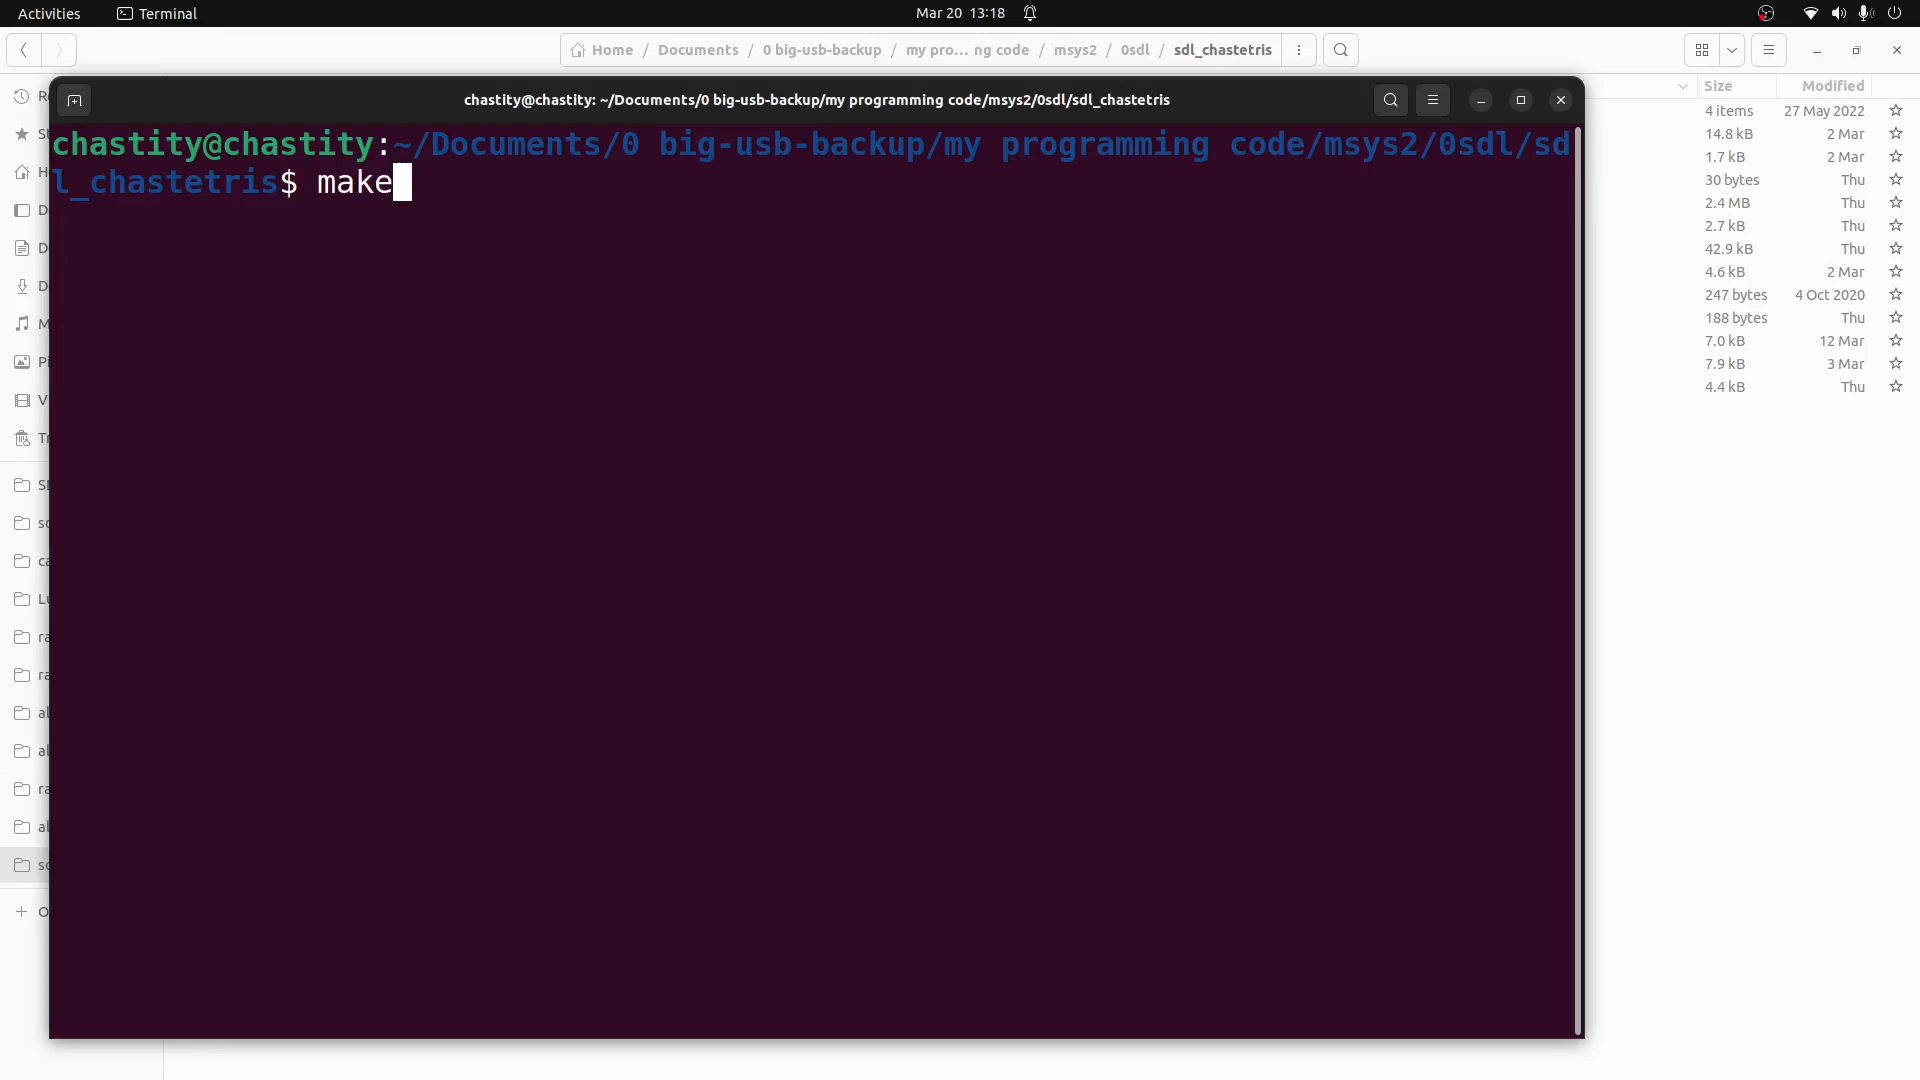 Activities Terminal Mar 20 13:18
Home / Documents / 0 big-usb-backup / my pro... ng code / msys2 / 0sdl / sdl_chastetris
chastity@chastity: ~/Documents/0 big-usb-backup/my programming code/msys2/0sdl/sdl_chastetris
chastity@chastity:~/Documents/0 big-usb-backup/my programming code/msys2/0sdl/sd
l_chastetris$ make
Size Modified
4 items 27 May 2022
14.8 kB 2 Mar
1.7 kB 2 Mar
30 bytes Thu
2.4 MB Thu
2.7 kB Thu
42.9 kB Thu
4.6 kB 2 Mar
247 bytes 4 Oct 2020
188 bytes Thu
7.0 kB 12 Mar
7.9 kB 3 Mar
4.4 kB Thu